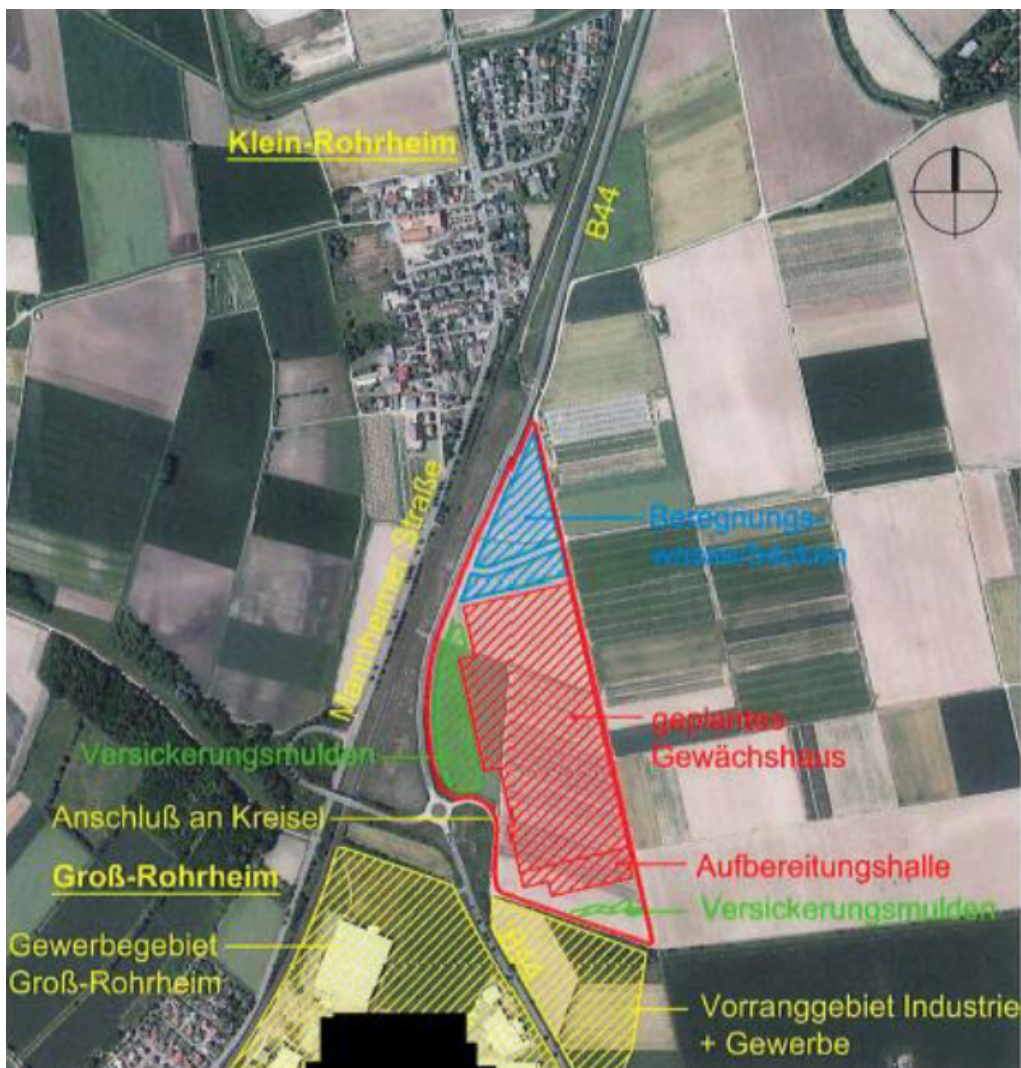 Klein-Rohrheim
B44
Beregnungs-
wasserbecken
Mannheimer Straße
geplantes
Gewächshaus
Versickerungsmulden
Anschluß an Kreisel
Groß-Rohrheim
Aufbereitungshalle
Versickerungsmulden
Gewerbegebiet
Groß-Rohrheim
B44
Vorranggebiet Industrie
+ Gewerbe